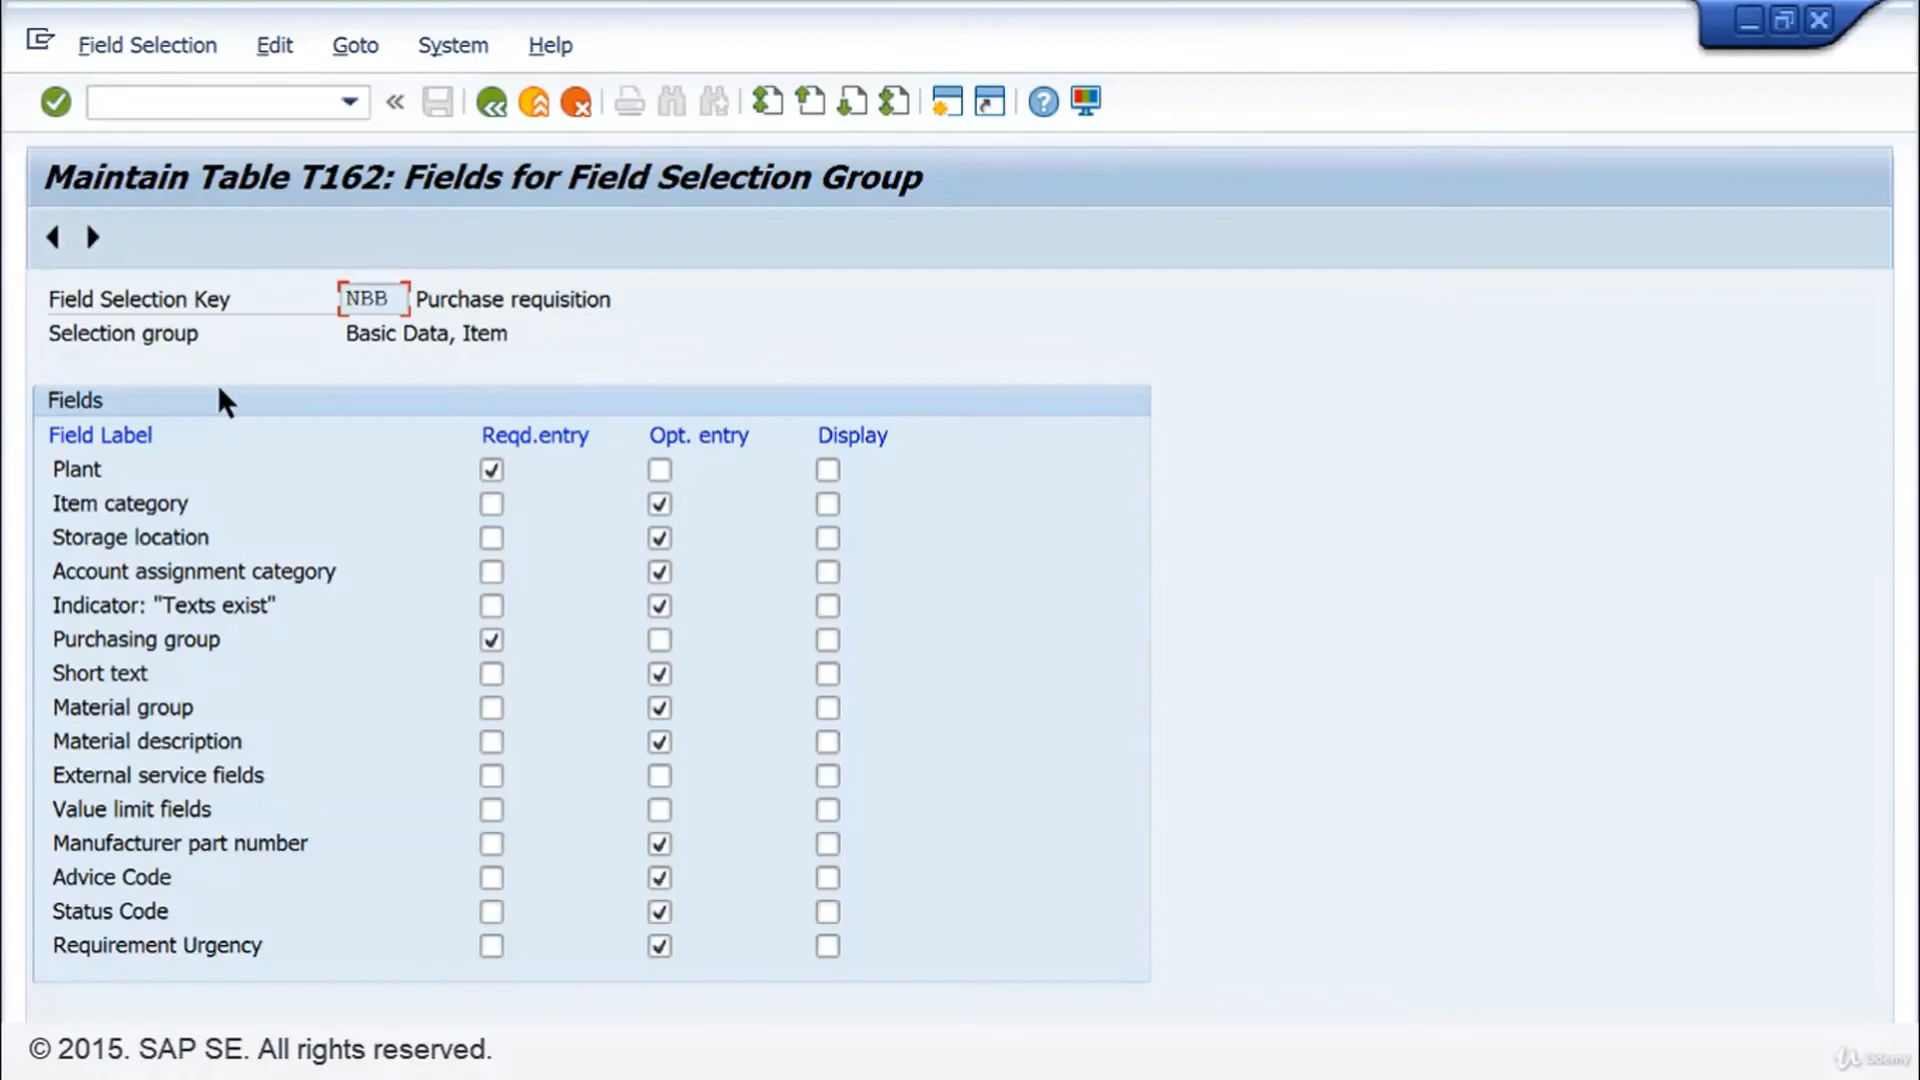 Field Selection Edit Goto System Help
Maintain Table T162: Fields for Field Selection Group
Field Selection Key NBB Purchase requisition
Selection group Basic Data, Item
Fields
Field Label Reqd.entry Opt. entry Display
Plant
Item category
Storage location
Account assignment category
Indicator: "Texts exist"
Purchasing group
Short text
Material group
Material description
External service fields
Value limit fields
Manufacturer part number
Advice Code
Status Code
Requirement Urgency
© 2015. SAP SE. All rights reserved.
Udemy